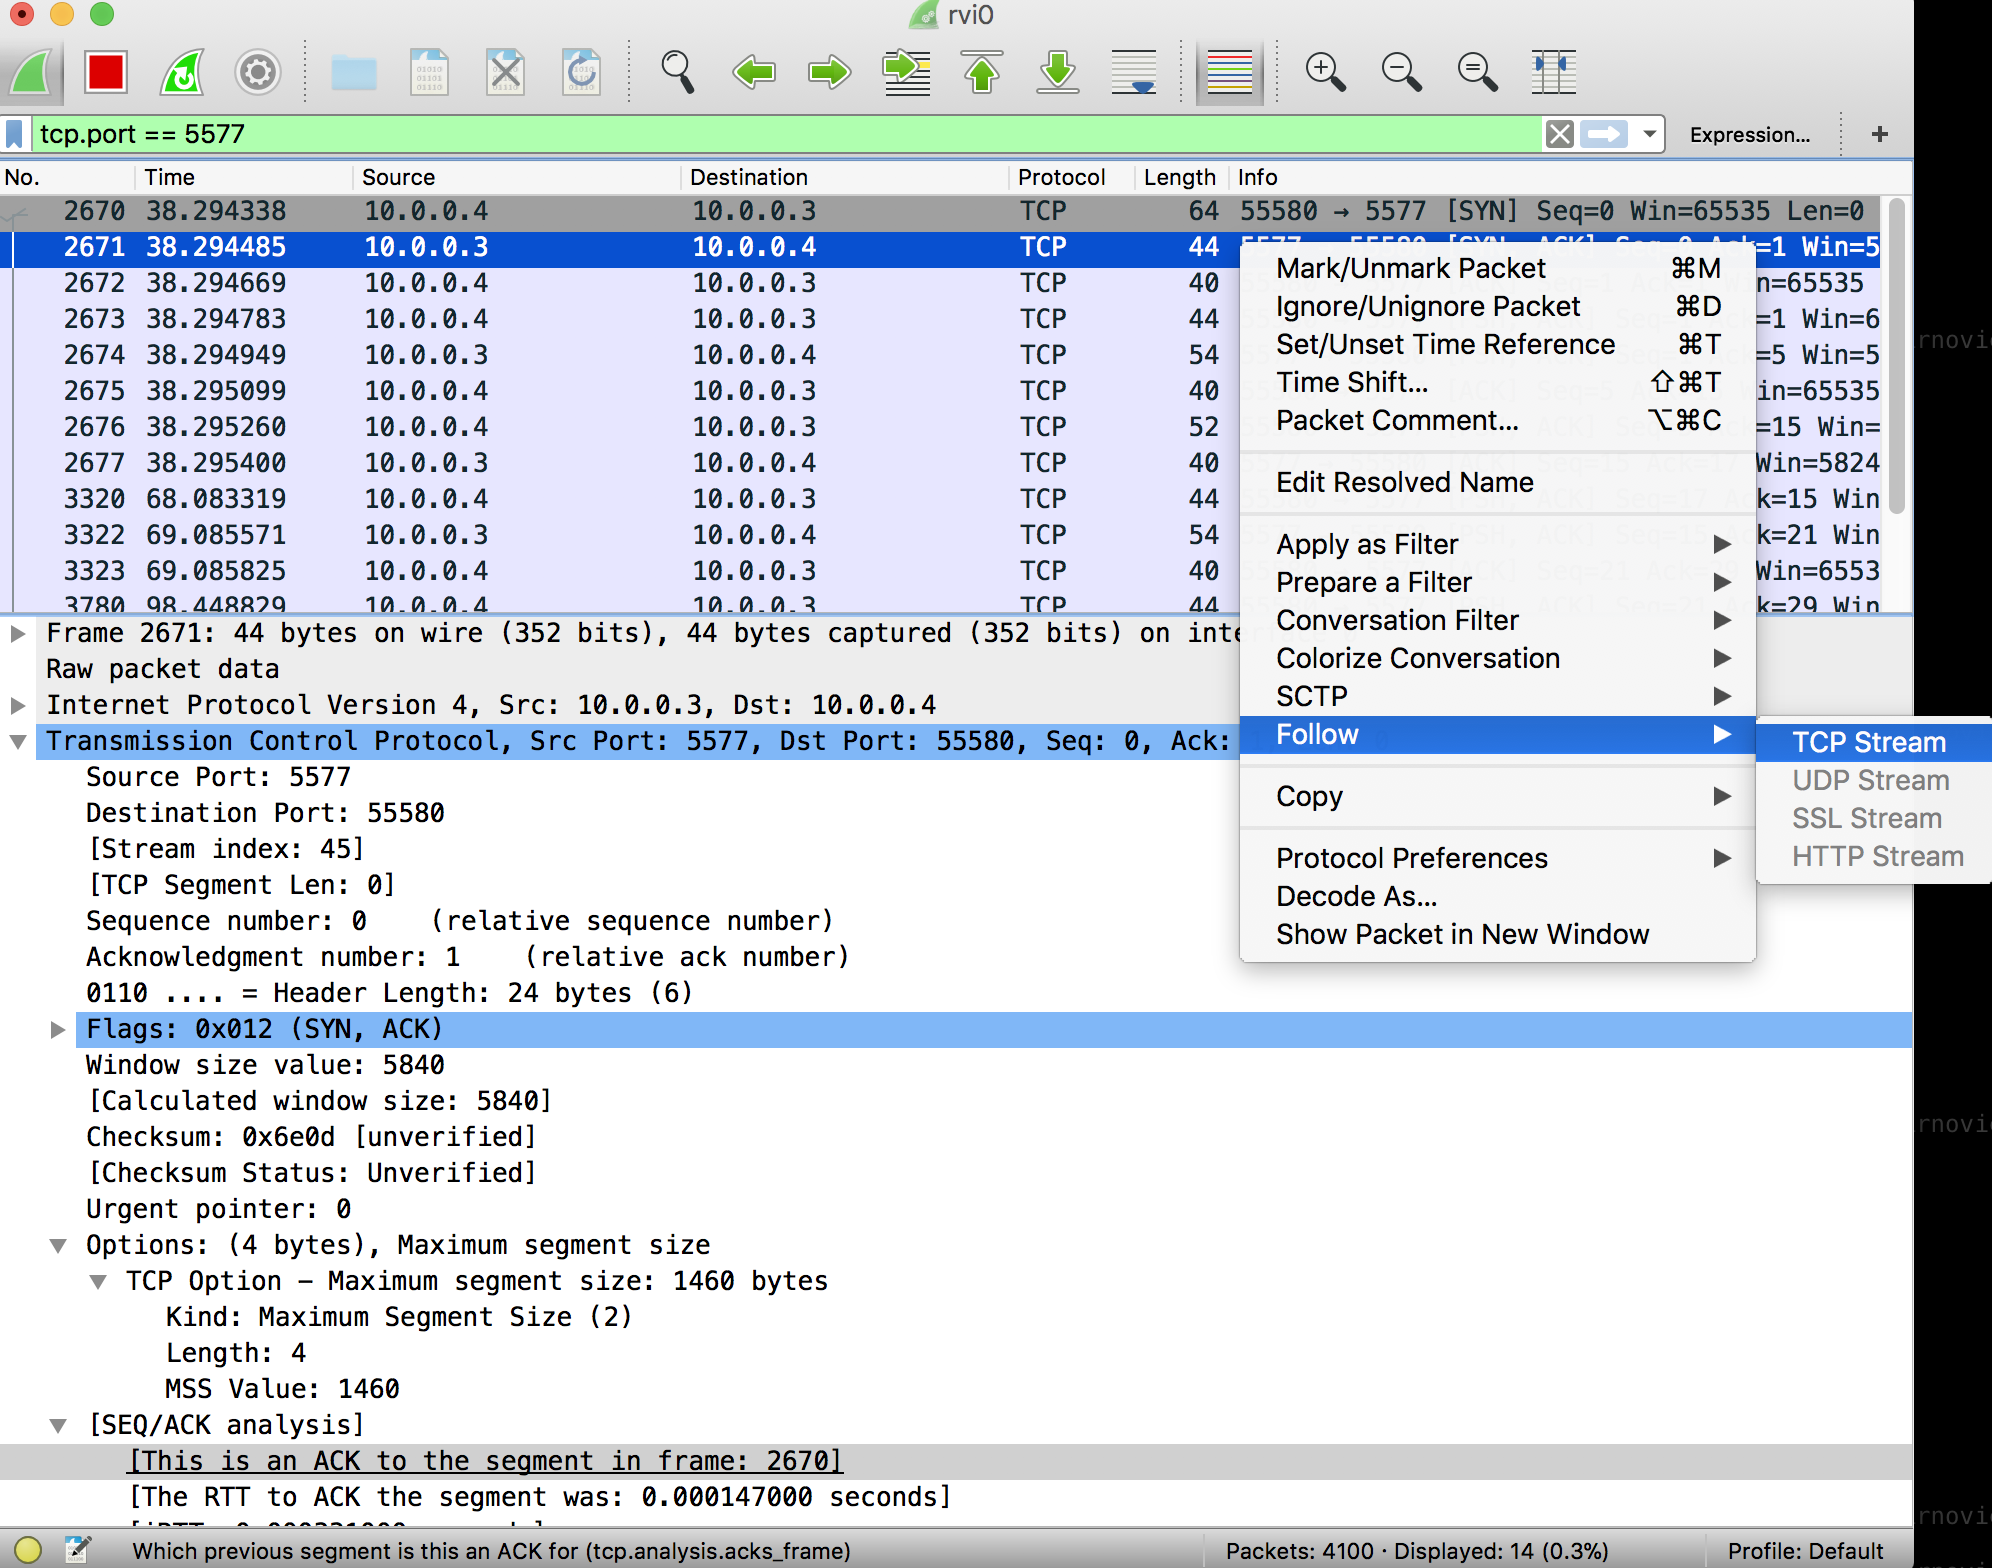 rvi0
tcp.port == 5577
Expression...
+
No. Time Source Destination Protocol Length Info
2670 38.294338 10.0.0.4 10.0.0.3 TCP 64 55580 → 5577 [SYN] Seq=0 Win=65535 Len=0
2671 38.294485 10.0.0.3 10.0.0.4 TCP 44 =1 Win=5
2672 38.294669 10.0.0.4 10.0.0.3 TCP 40 n=65535
2673 38.294783 10.0.0.4 10.0.0.3 TCP 44 =1 Win=6
2674 38.294949 10.0.0.3 10.0.0.4 TCP 54 =5 Win=5
2675 38.295099 10.0.0.4 10.0.0.3 TCP 40 in=65535
2676 38.295260 10.0.0.4 10.0.0.3 TCP 52 =15 Win=
2677 38.295400 10.0.0.3 10.0.0.4 TCP 40 Win=5824
3320 68.083319 10.0.0.4 10.0.0.3 TCP 44 k=15 Win
3322 69.085571 10.0.0.3 10.0.0.4 TCP 54 k=21 Win
3323 69.085825 10.0.0.4 10.0.0.3 TCP 40 Win=6553
3780 98.448829 10.0.0.4 10.0.0.3 TCP 44 k=29 Win
Mark/Unmark Packet ⌘M
Ignore/Unignore Packet ⌘D
Set/Unset Time Reference ⌘T
Time Shift... ⇧⌘T
Packet Comment... ⌥⌘C
Edit Resolved Name
Apply as Filter
Prepare a Filter
Conversation Filter
Colorize Conversation
SCTP
Follow
Copy
Protocol Preferences
Decode As...
Show Packet in New Window
TCP Stream
UDP Stream
SSL Stream
HTTP Stream
Frame 2671: 44 bytes on wire (352 bits), 44 bytes captured (352 bits) on inte
Raw packet data
Internet Protocol Version 4, Src: 10.0.0.3, Dst: 10.0.0.4
Transmission Control Protocol, Src Port: 5577, Dst Port: 55580, Seq: 0, Ack:
Source Port: 5577
Destination Port: 55580
[Stream index: 45]
[TCP Segment Len: 0]
Sequence number: 0 (relative sequence number)
Acknowledgment number: 1 (relative ack number)
0110 .... = Header Length: 24 bytes (6)
Flags: 0x012 (SYN, ACK)
Window size value: 5840
[Calculated window size: 5840]
Checksum: 0x6e0d [unverified]
[Checksum Status: Unverified]
Urgent pointer: 0
Options: (4 bytes), Maximum segment size
TCP Option – Maximum segment size: 1460 bytes
Kind: Maximum Segment Size (2)
Length: 4
MSS Value: 1460
[SEQ/ACK analysis]
[This is an ACK to the segment in frame: 2670]
[The RTT to ACK the segment was: 0.000147000 seconds]
Which previous segment is this an ACK for (tcp.analysis.acks_frame)
Packets: 4100 · Displayed: 14 (0.3%)
Profile: Default
rnovi
rnovi
rnovi